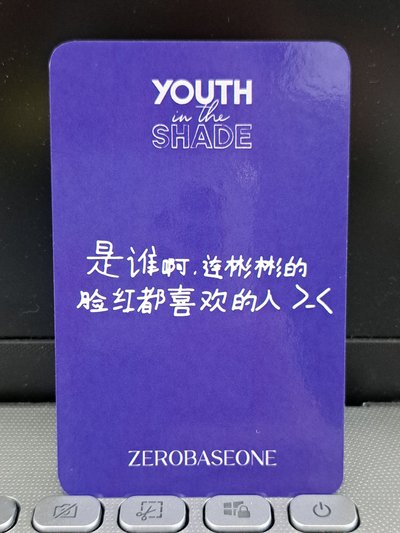 YOUTH
in the
SHADE
是谁啊,连彬彬的
脸红都喜欢的人 >_<
ZEROBASEONE